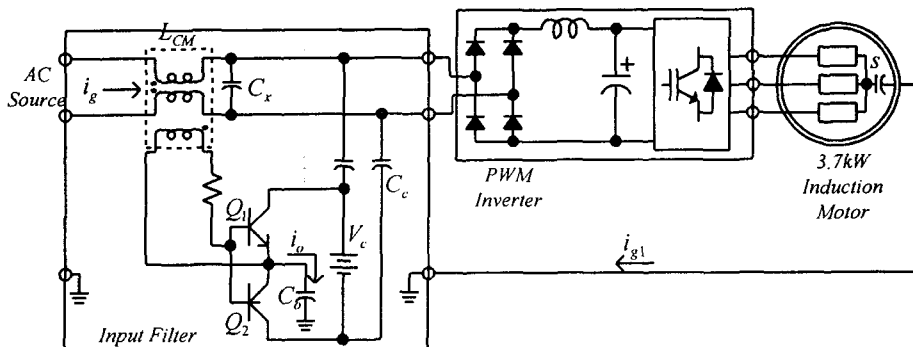 L_CM
AC
Source
i_g
C_x
+
s
3.7kW
Induction
Motor
PWM
Inverter
C_c
Q_1
i_o
V_c
i_g1
C_6
Q_2
Input Filter